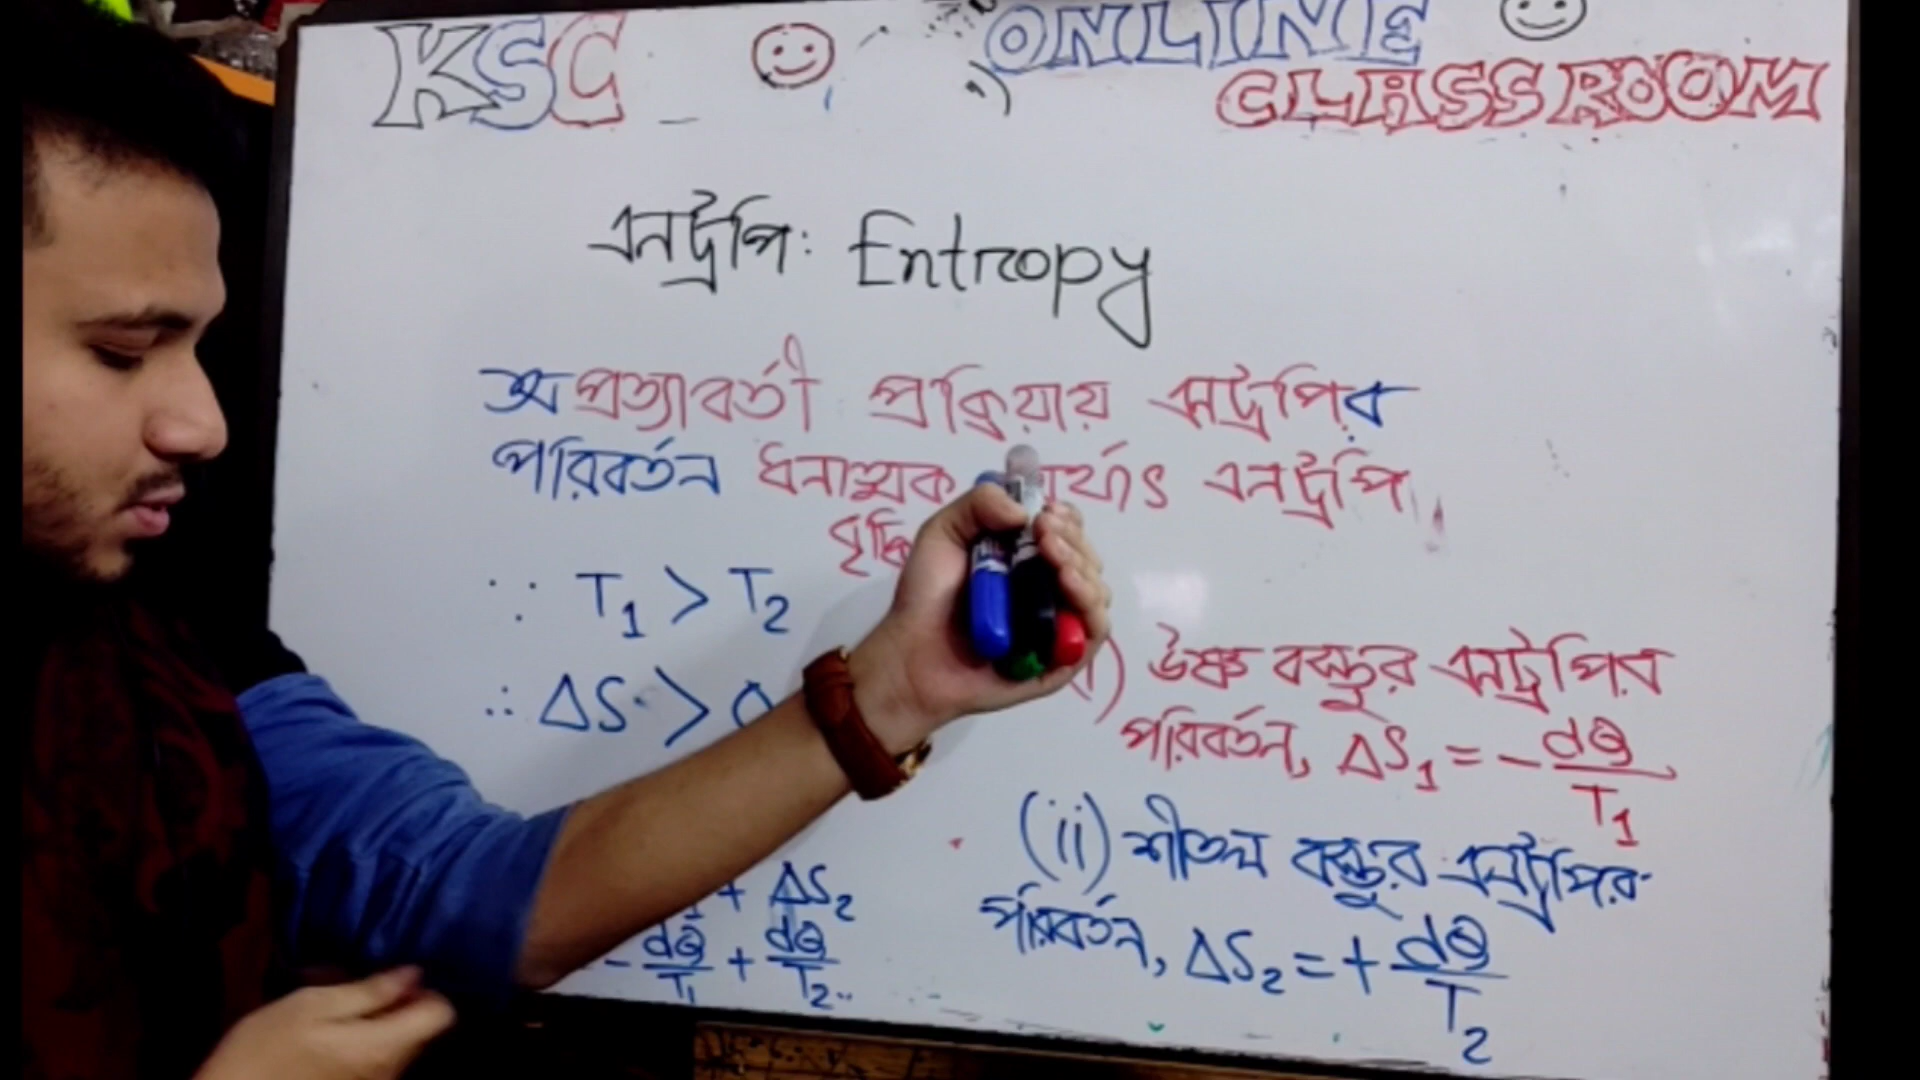 KSC ONLINE
CLASSROOM
এনট্রপি: Entropy
অপ্রত্যাবর্তী প্রক্রিয়ায় এনট্রপির
পরিবর্তন ধনাত্মক অর্থাৎ এনট্রপি
বৃদ্ধি
∵ T₁ > T₂
∴ ΔS > 0
i) উষ্ণ বস্তুর এনট্রপির
পরিবর্তন, ΔS₁ = - dQ/T₁
(ii) শীতল বস্তুর এনট্রপির
পরিবর্তন, ΔS₂ = + dQ/T₂
+ ΔS₂
- dQ/T₁ + dQ/T₂